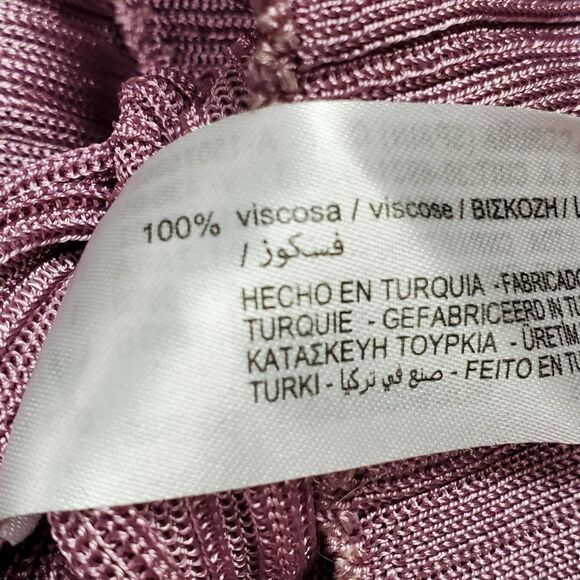 100% viscosa / viscose / ΒΙΣΚΟΖΗ /
/ فسكوز
HECHO EN TURQUIA - FABRICADO
TURQUIE - GEFABRICEERD IN
ΚΑΤΑΣΚΕΥΗ ΤΟΥΡΚΙΑ - ÜRETIM
TURKI - صنع في تركيا - FEITO EN